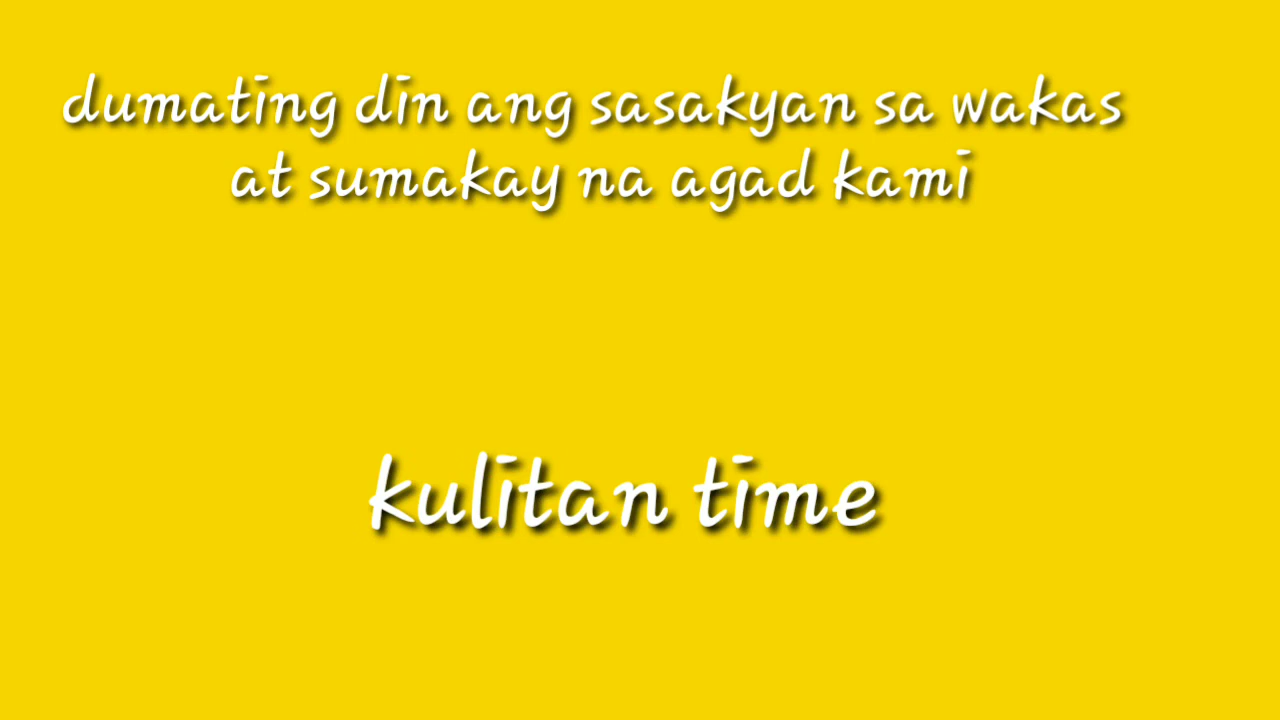 dumating din ang sasakyan sa wakas
at sumakay na agad kami
kulitan time